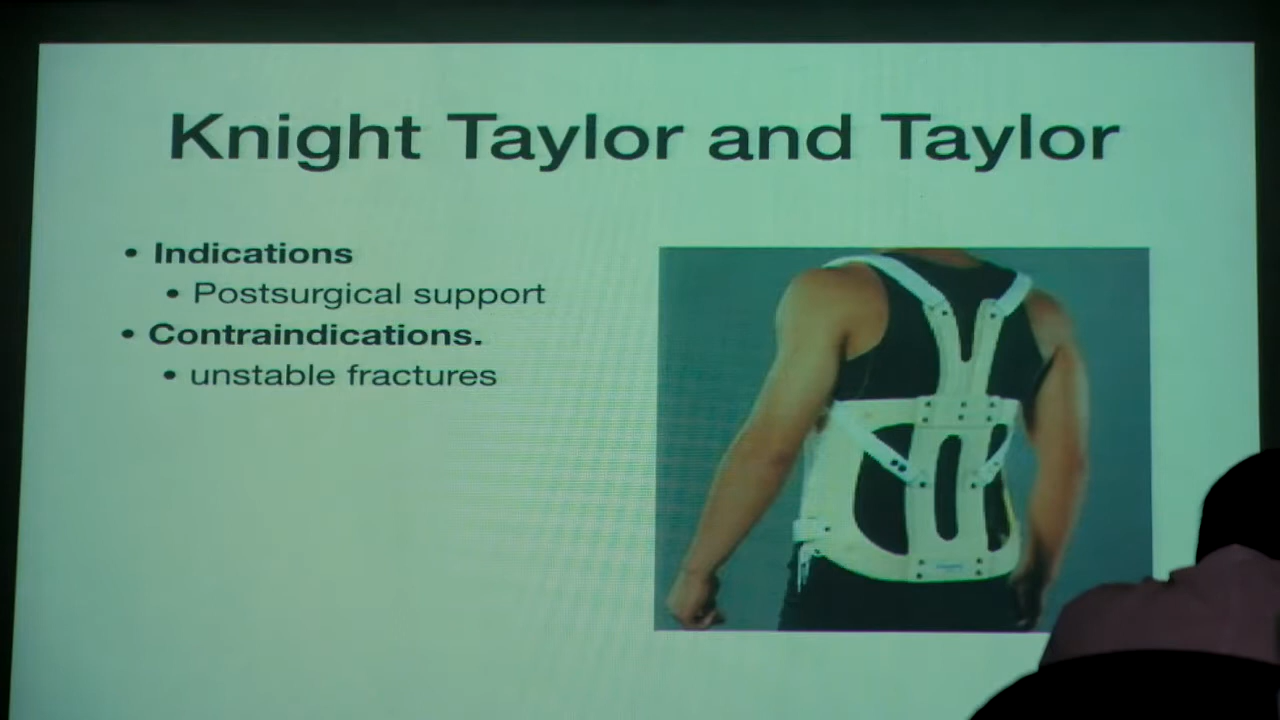 Knight Taylor and Taylor
• Indications
• Postsurgical support
• Contraindications.
• unstable fractures